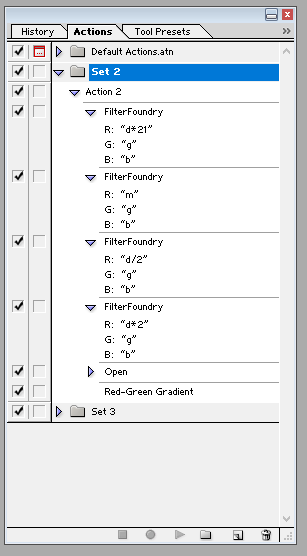 History
Actions
Tool Presets
Default Actions.atn
Set 2
Action 2
FilterFoundry
R: "d*21"
G: "g"
B: "b"
FilterFoundry
R: "m"
G: "g"
B: "b"
FilterFoundry
R: "d/2"
G: "g"
B: "b"
FilterFoundry
R: "d*2"
G: "g"
B: "b"
Open
Red-Green Gradient
Set 3